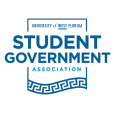 UNIVERSITY of WEST FLORIDA
STUDENT
GOVERNMENT
ASSOCIATION